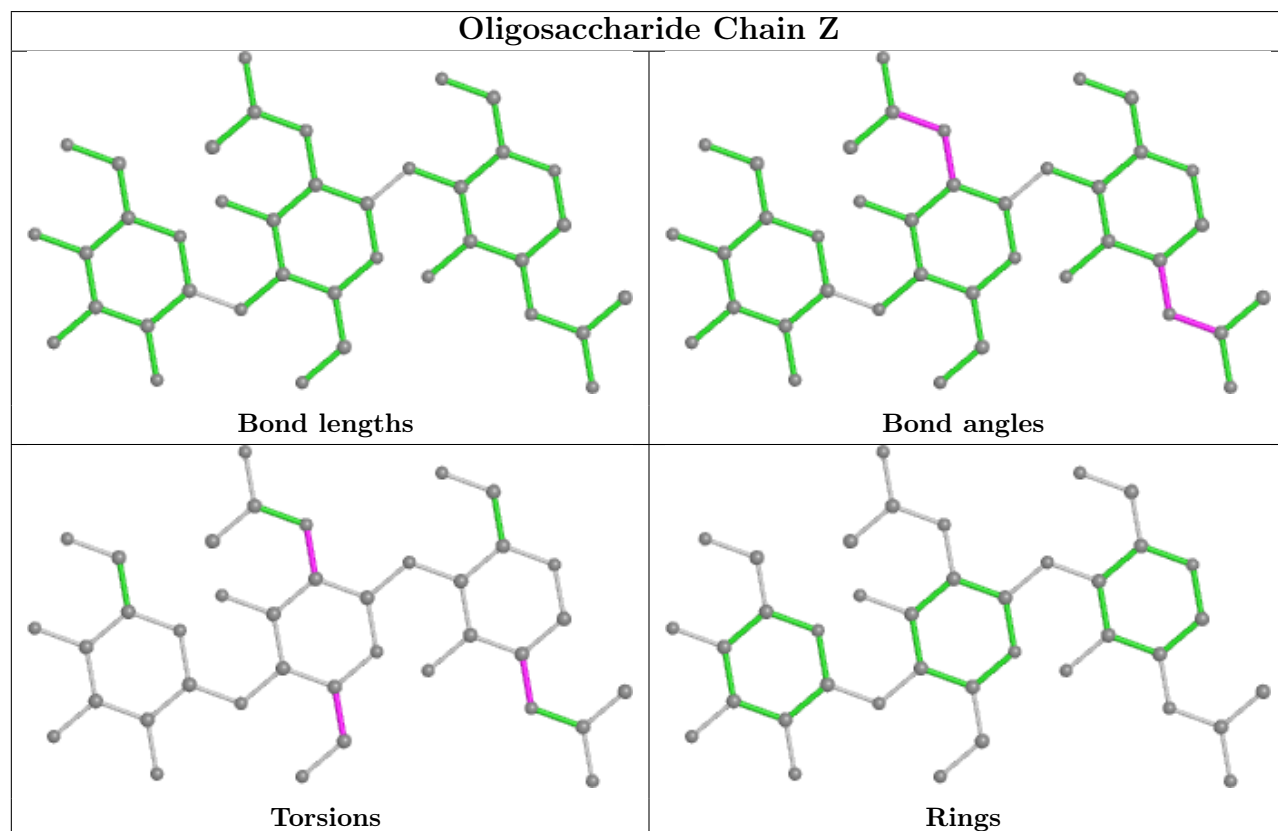 Oligosaccharide Chain Z
Bond lengths
Bond angles
Torsions
Rings